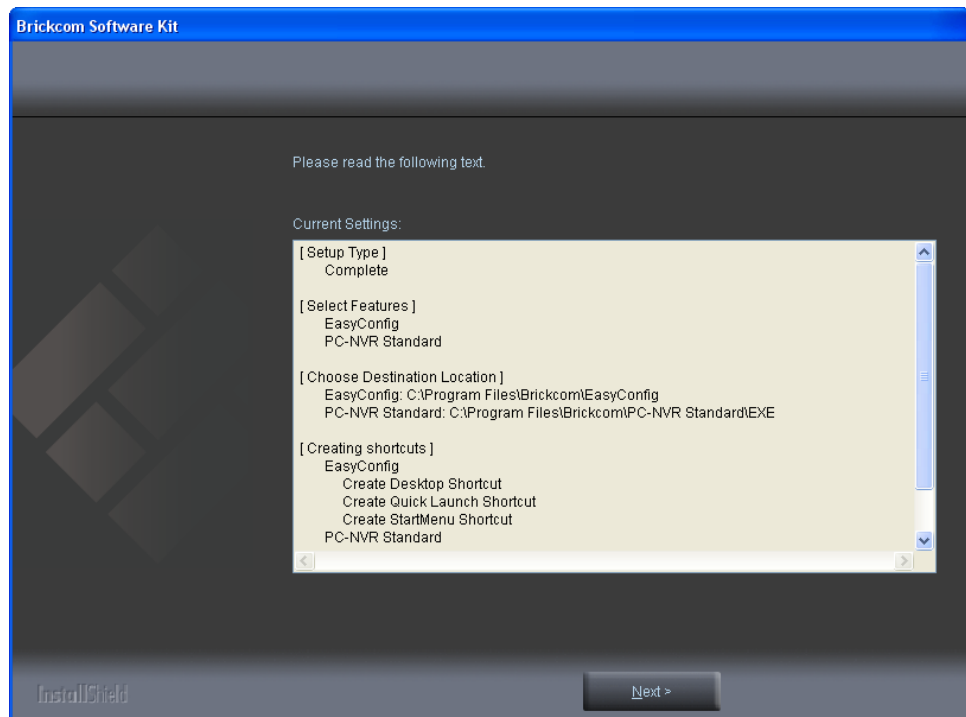 Brickcom Software Kit
Please read the following text.
Current Settings:
[ Setup Type ]
Complete
[ Select Features ]
EasyConfig
PC-NVR Standard
[ Choose Destination Location ]
EasyConfig: C:\Program Files\Brickcom\EasyConfig
PC-NVR Standard: C:\Program Files\Brickcom\PC-NVR Standard\EXE
[ Creating shortcuts ]
EasyConfig
Create Desktop Shortcut
Create Quick Launch Shortcut
Create StartMenu Shortcut
PC-NVR Standard
InstallShield
Next >